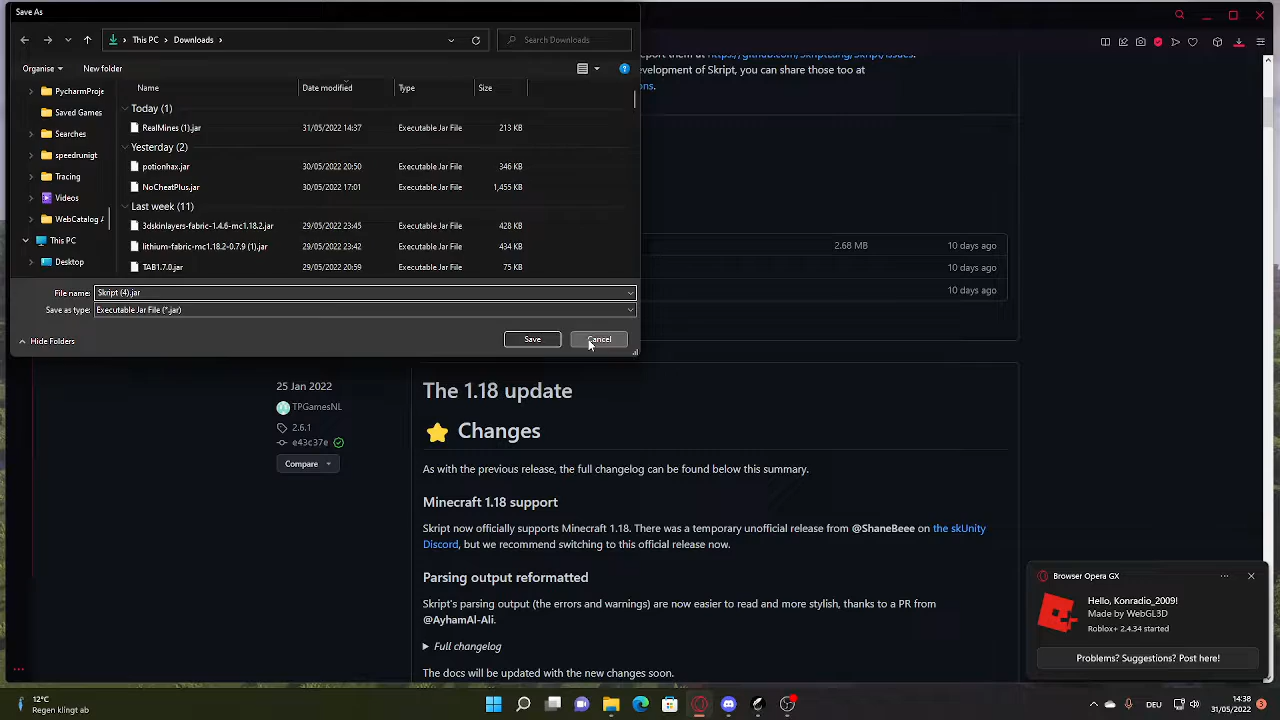 Save As
This PC
Downloads
Search Downloads
Organise
New folder
Name
Date modified
Type
Size
PycharmProje
Saved Games
Searches
speedrunigt
Tracing
Videos
WebCatalog
This PC
Desktop
Today (1)
RealMines (1).jar 31/05/2022 14:37 Executable Jar File 213 KB
Yesterday (2)
potionhax.jar 30/05/2022 20:50 Executable Jar File 346 KB
NoCheatPlus.jar 30/05/2022 17:01 Executable Jar File 1,455 KB
Last week (11)
3dskinlayers-fabric-1.4.6-mc1.18.2.jar 29/05/2022 23:45 Executable Jar File 428 KB
lithium-fabric-mc1.18.2-0.7.9 (1).jar 29/05/2022 23:42 Executable Jar File 434 KB
TAB1.7.0.jar 29/05/2022 20:59 Executable Jar File 75 KB
File name: Skript (4).jar
Save as type: Executable Jar File (*.jar)
Hide Folders
Save
Cancel
evelopment of Skript, you can share those too at
ons.
2.68 MB 10 days ago
10 days ago
10 days ago
25 Jan 2022
TPGamesNL
2.6.1
e43c37e
Compare
The 1.18 update
Changes
As with the previous release, the full changelog can be found below this summary.
Minecraft 1.18 support
Skript now officially supports Minecraft 1.18. There was a temporary unofficial release from @ShaneBeee on the skUnity
Discord, but we recommend switching to this official release now.
Parsing output reformatted
Skript's parsing output (the errors and warnings) are now easier to read and more stylish, thanks to a PR from
@AyhamAl-Ali.
Full changelog
The docs will be updated with the new changes soon.
Browser Opera GX
Hello, Konradio_2009!
Made by WebGL3D
Roblox+ 2.4.34 started
Problems? Suggestions? Post here!
12°C
Regen klingt ab
DEU
14:38
31/05/2022
3